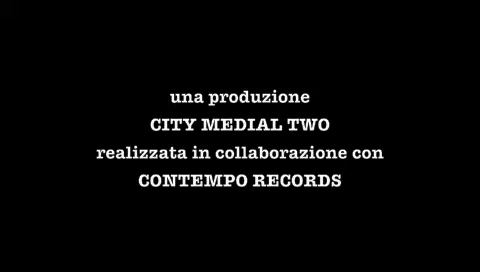 una produzione
CITY MEDIAL TWO
realizzata in collaborazione con
CONTEMPO RECORDS